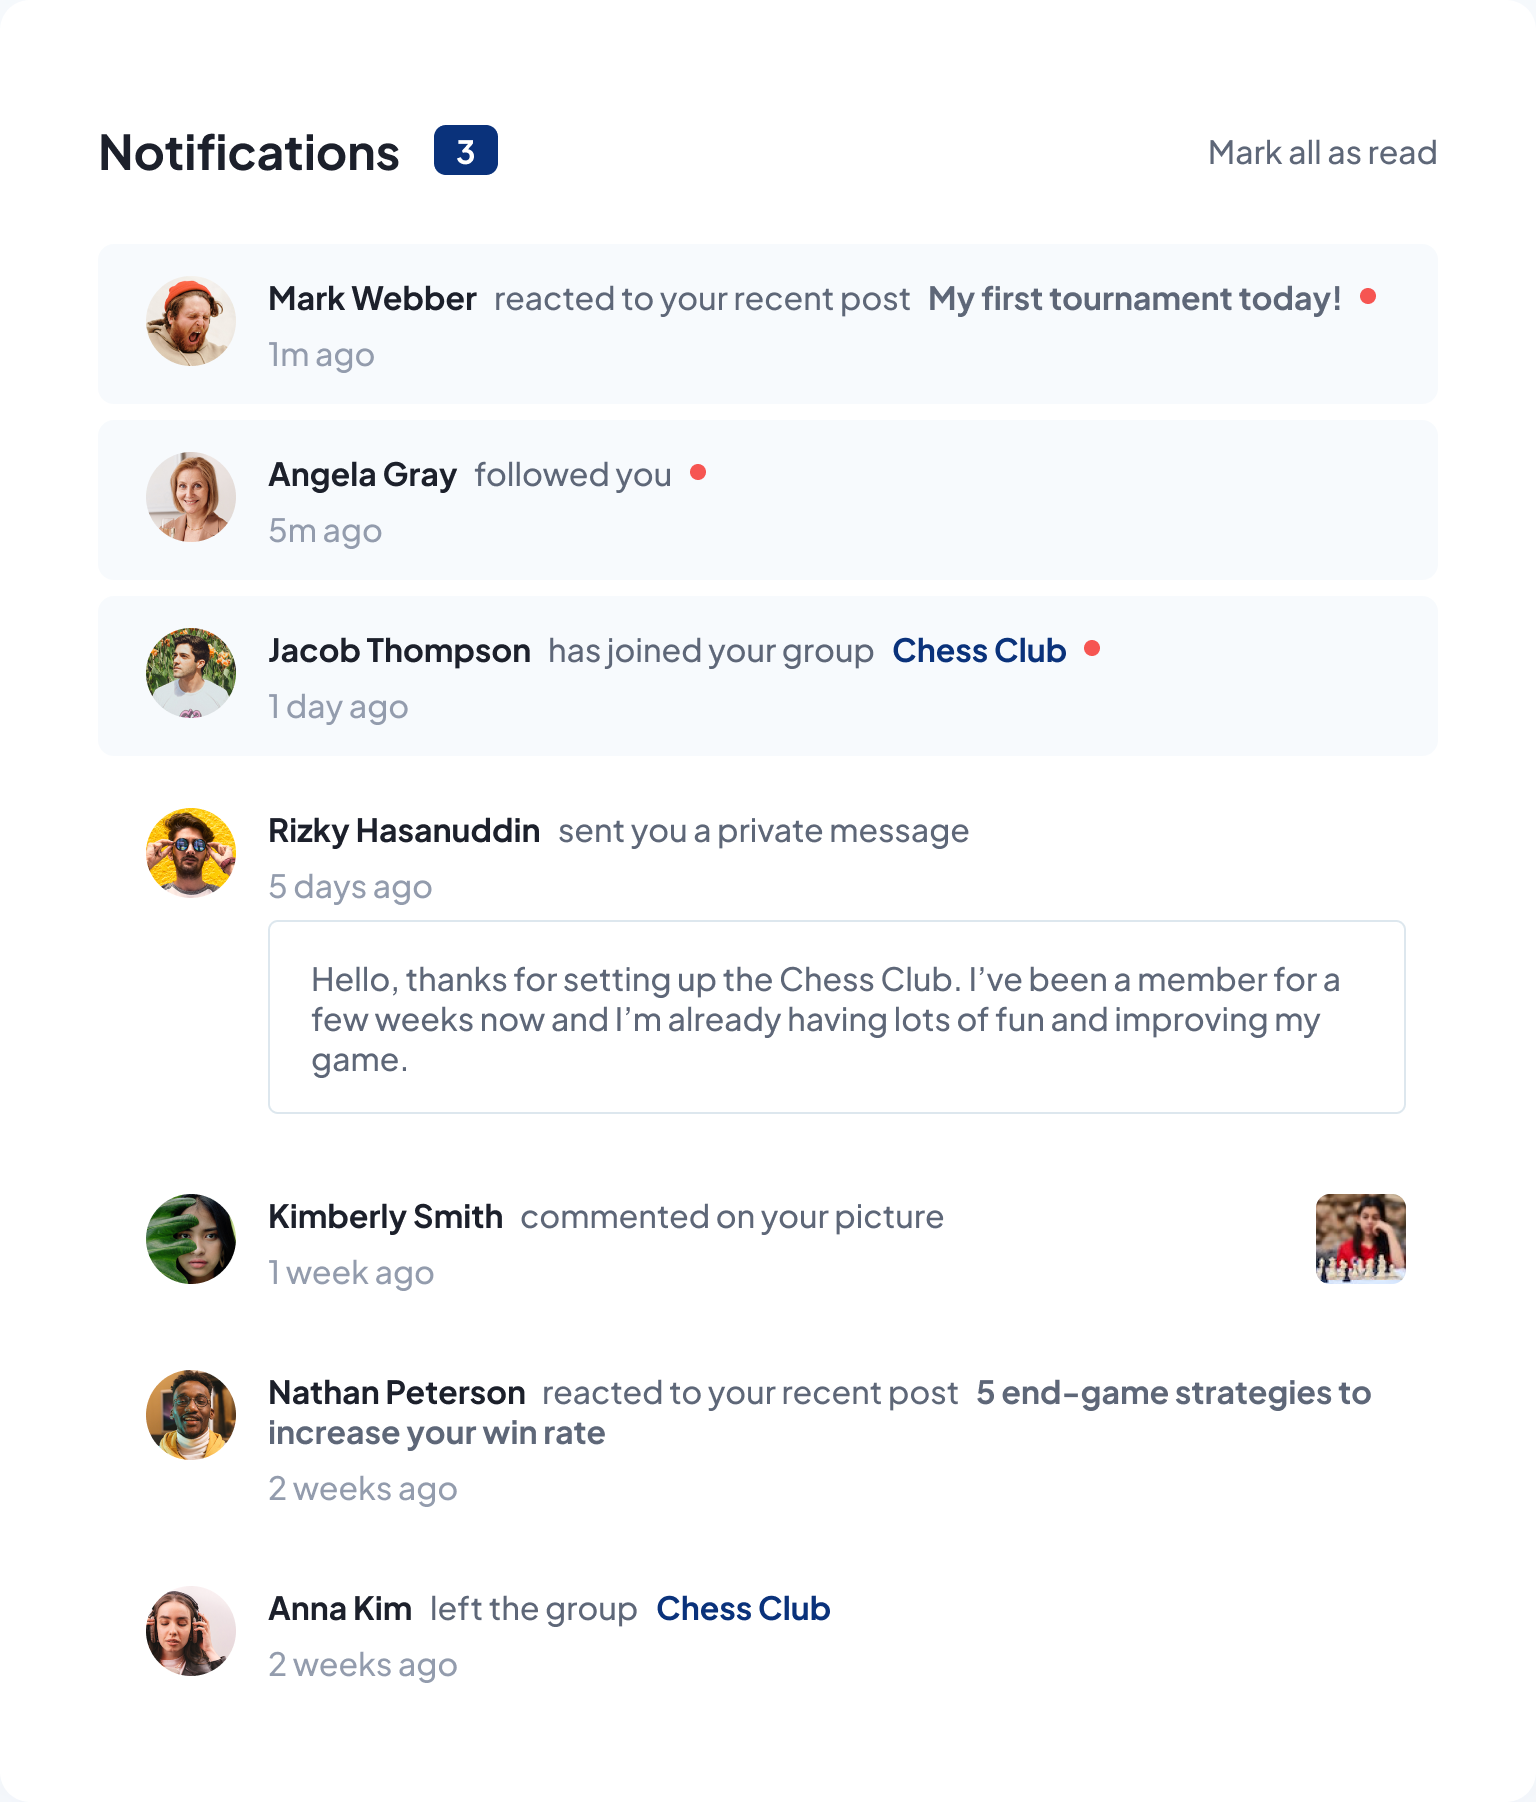 Notifications 3 Mark all as read
Mark Webber reacted to your recent post My first tournament today!
1m ago
Angela Gray followed you
5m ago
Jacob Thompson has joined your group Chess Club
1 day ago
Rizky Hasanuddin sent you a private message
5 days ago
Hello, thanks for setting up the Chess Club. I’ve been a member for a
few weeks now and I’m already having lots of fun and improving my
game.
Kimberly Smith commented on your picture
1 week ago
Nathan Peterson reacted to your recent post 5 end-game strategies to
increase your win rate
2 weeks ago
Anna Kim left the group Chess Club
2 weeks ago